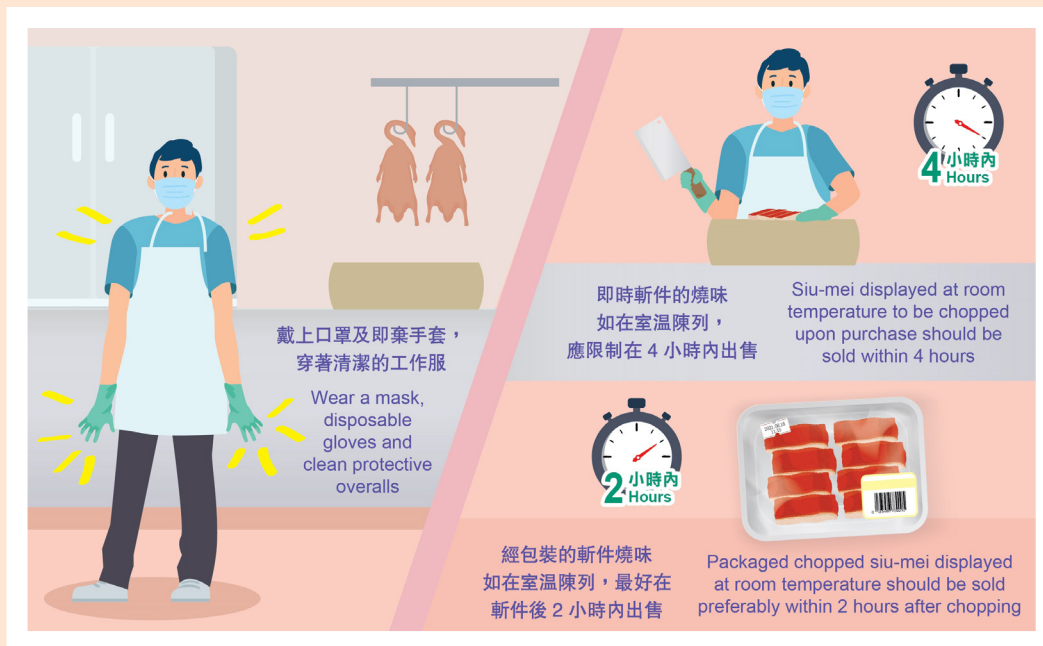 戴上口罩及即棄手套，
穿著清潔的工作服
Wear a mask,
disposable
gloves and
clean protective
overalls
4 小時內
Hours
即時斬件的燒味
如在室温陳列，
應限制在 4 小時內出售
Siu-mei displayed at room
temperature to be chopped
upon purchase should be
sold within 4 hours
2 小時內
Hours
經包裝的斬件燒味
如在室温陳列，最好在
斬件後 2 小時內出售
Packaged chopped siu-mei displayed
at room temperature should be sold
preferably within 2 hours after chopping